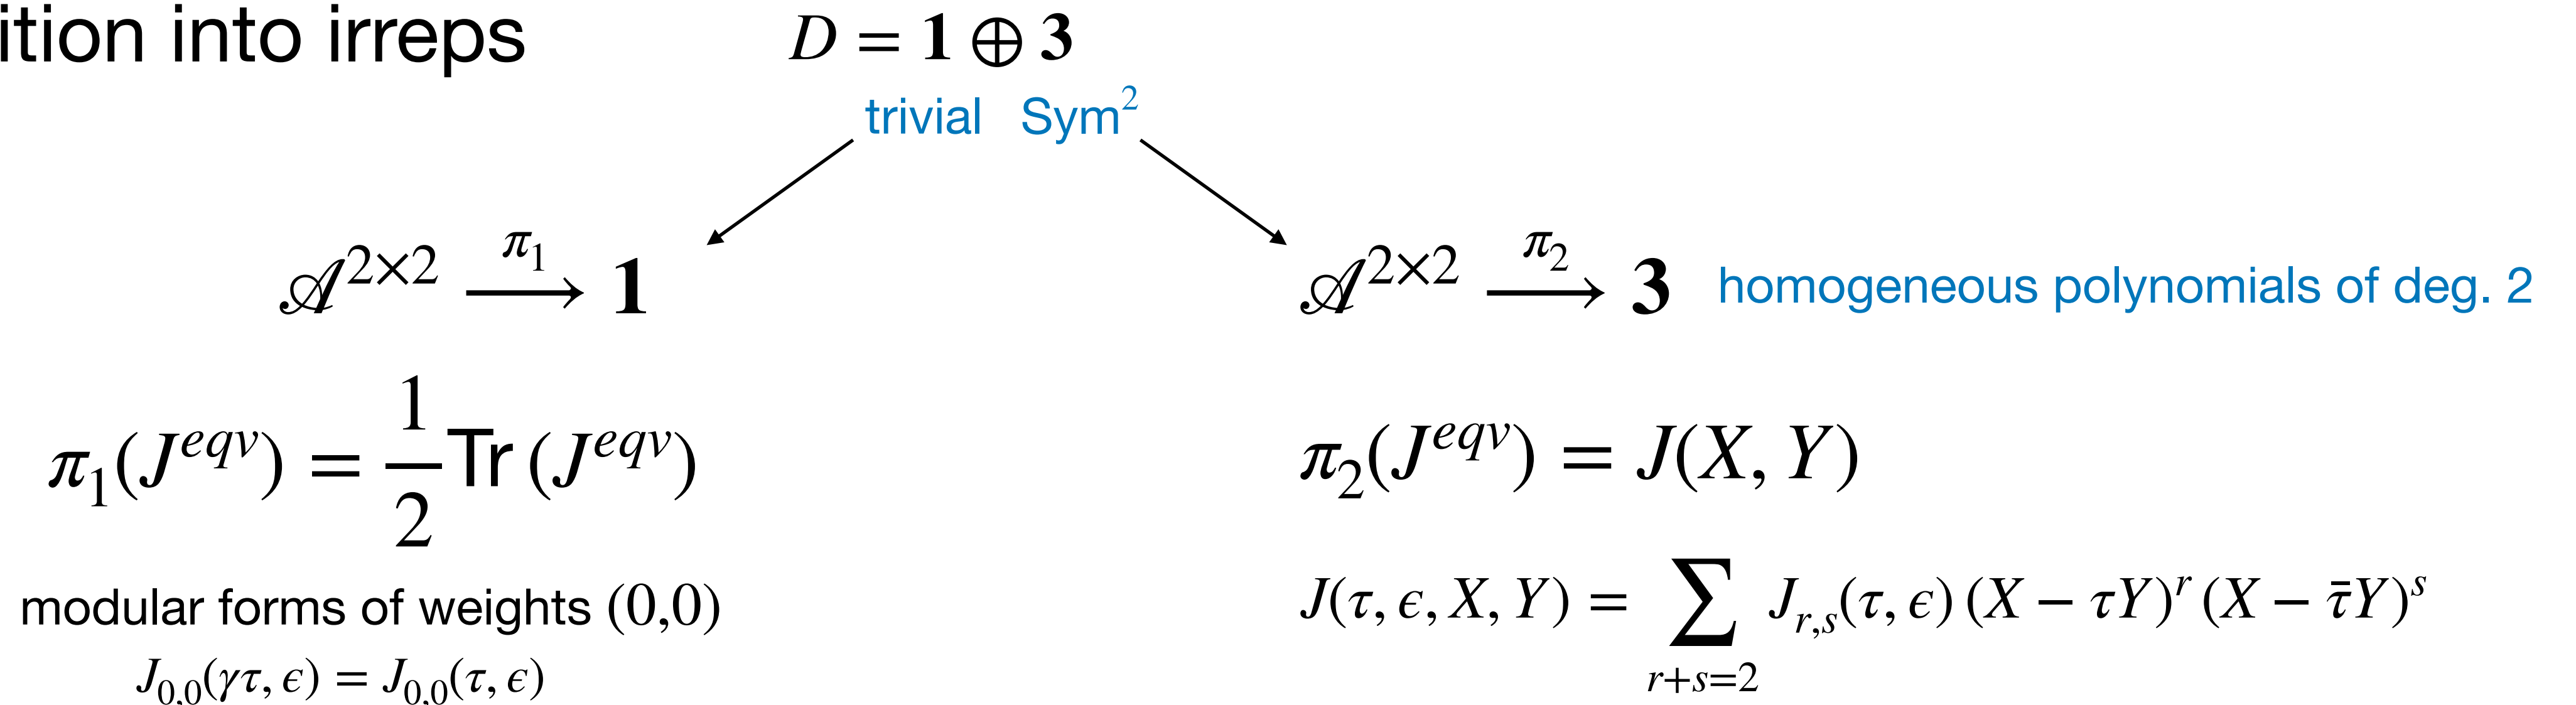 ition into irreps
D = 1 ⊕ 3
trivial Sym²
𝒜^{2×2} —π₁→ 1
π₁(J^{eqv}) = 1/2 Tr (J^{eqv})
modular forms of weights (0,0)
J_{0,0}(γτ, ϵ) = J_{0,0}(τ, ϵ)
𝒜^{2×2} —π₂→ 3 homogeneous polynomials of deg. 2
π₂(J^{eqv}) = J(X, Y)
J(τ, ϵ, X, Y) = ∑_{r+s=2} J_{r,s}(τ, ϵ) (X − τY)^r (X − τ̄Y)^s